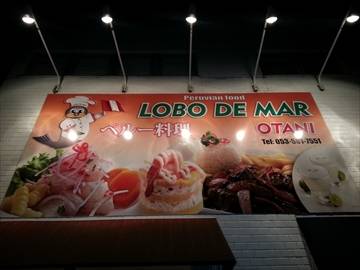 Peruvian food
LOBO DE MAR
ペルー料理
OTANI